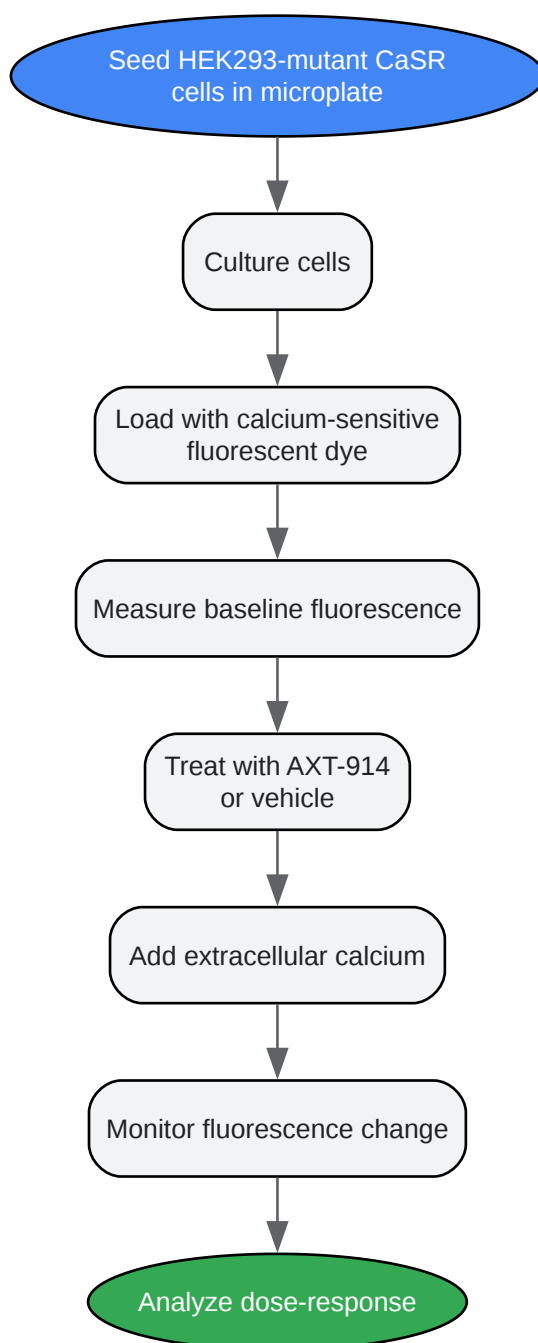 Seed HEK293-mutant CaSR
cells in microplate
Culture cells
Load with calcium-sensitive
fluorescent dye
Measure baseline fluorescence
Treat with AXT-914
or vehicle
Add extracellular calcium
Monitor fluorescence change
Analyze dose-response